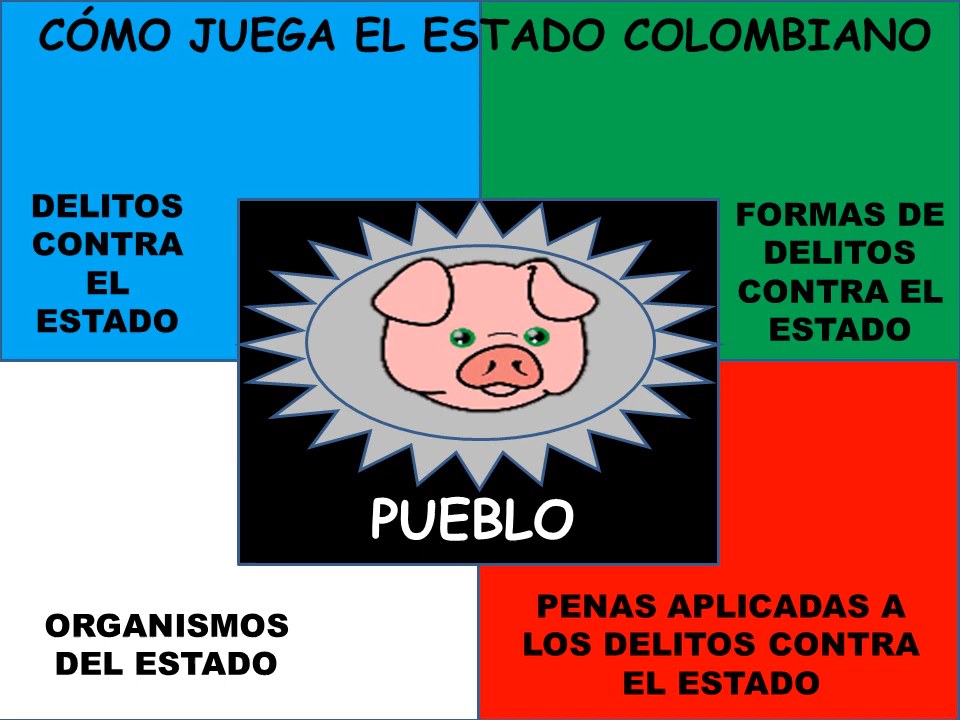 CÓMO JUEGA EL ESTADO COLOMBIANO
DELITOS
CONTRA
EL
ESTADO
FORMAS DE
DELITOS
CONTRA EL
ESTADO
PUEBLO
ORGANISMOS
DEL ESTADO
PENAS APLICADAS A
LOS DELITOS CONTRA
EL ESTADO